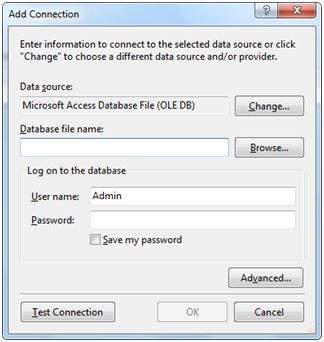 Add Connection
Enter information to connect to the selected data source or click
"Change" to choose a different data source and/or provider.
Data source:
Microsoft Access Database File (OLE DB)
Change...
Database file name:
Browse...
Log on to the database
User name:
Admin
Password:
Save my password
Advanced...
Test Connection
OK
Cancel